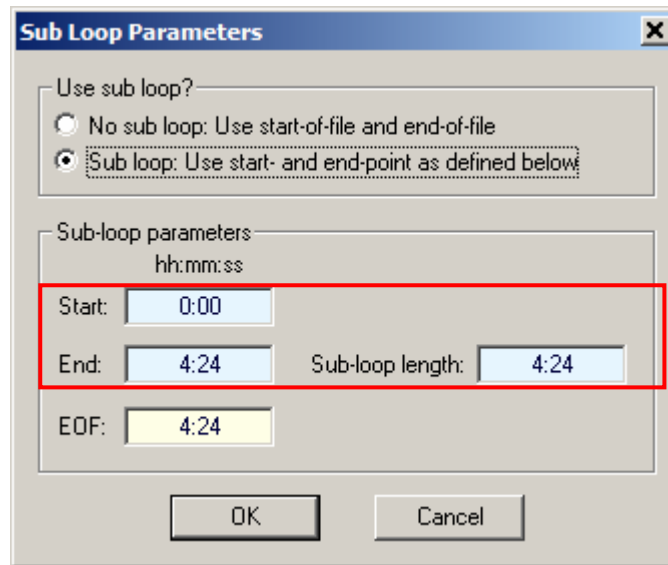 Sub Loop Parameters
Use sub loop?
No sub loop: Use start-of-file and end-of-file
Sub loop: Use start- and end-point as defined below
Sub-loop parameters
hh:mm:ss
Start: 0:00
End: 4:24 Sub-loop length: 4:24
EOF: 4:24
OK Cancel